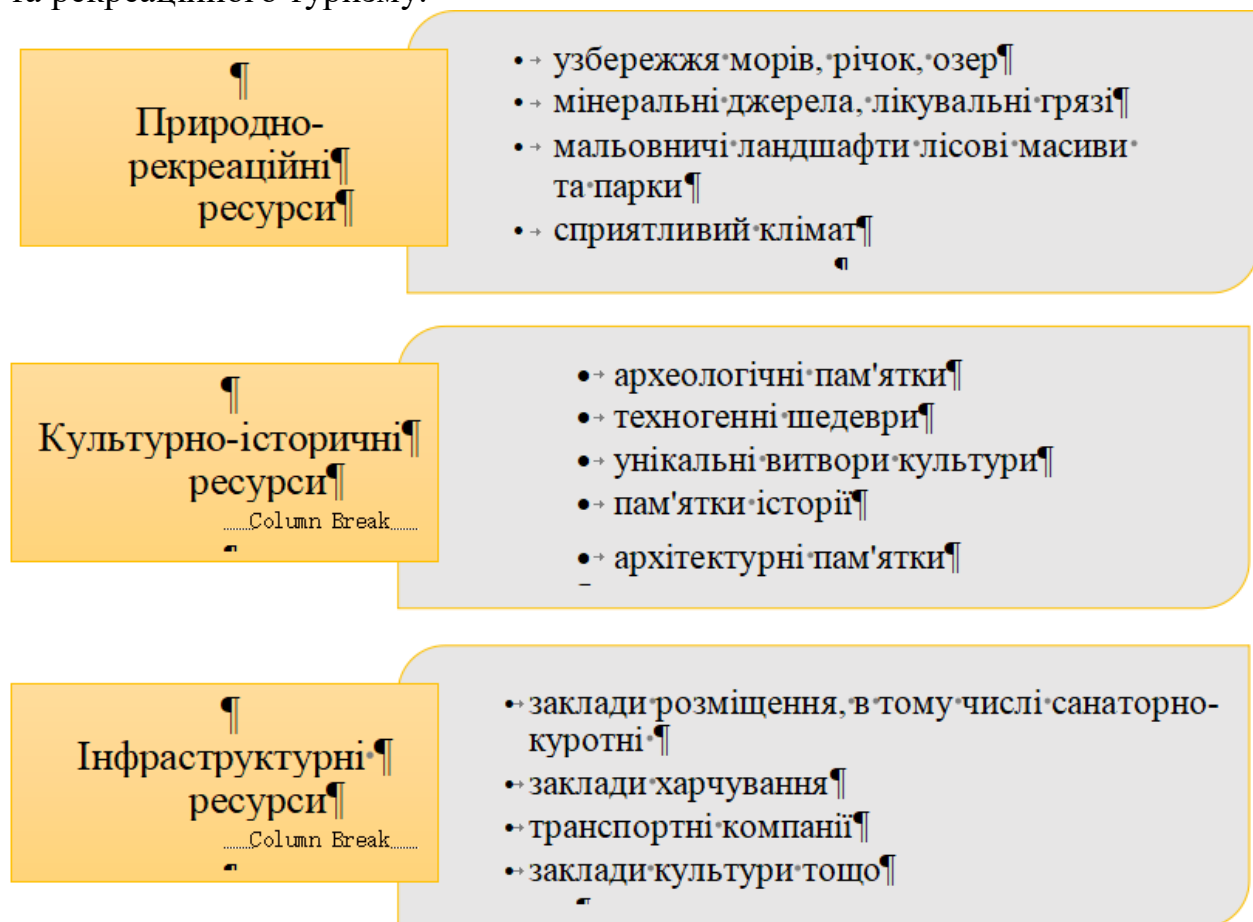 та рекреаційного туризму.
¶
Природно-
рекреаційні¶
ресурси¶
•→ узбережжя·морів,·річок,·озер¶
•→ мінеральні·джерела,·лікувальні·грязі¶
•→ мальовничі·ландшафти·лісові·масиви·
та·парки¶
•→ сприятливий·клімат¶
¶
¶
Культурно-історичні¶
ресурси¶
Column Break
¶
•→ археологічні·пам'ятки¶
•→ техногенні·шедеври¶
•→ унікальні·витвори·культури¶
•→ пам'ятки·історії¶
•→ архітектурні·пам'ятки¶
¶
Інфраструктурні·¶
ресурси¶
Column Break
¶
•→заклади·розміщення,·в·тому·числі·санаторно-
куротні·¶
•→заклади·харчування¶
•→транспортні·компанії¶
•→заклади·культури·тощо¶
¶